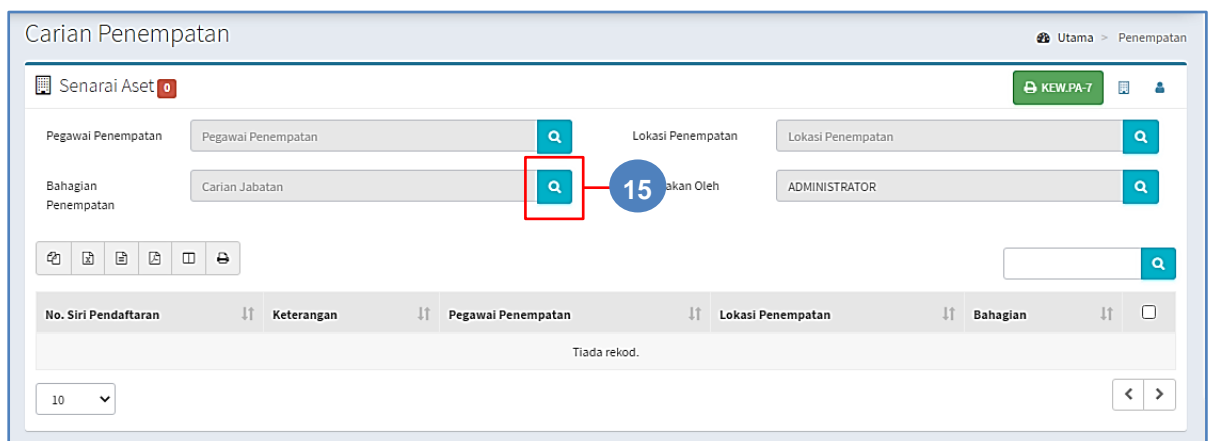 Carian Penempatan
Utama > Penempatan
Senarai Aset 0
KEW.PA-7
Pegawai Penempatan
Pegawai Penempatan
Lokasi Penempatan
Lokasi Penempatan
Bahagian
Penempatan
Carian Jabatan
15
akan Oleh
ADMINISTRATOR
No. Siri Pendaftaran
Keterangan
Pegawai Penempatan
Lokasi Penempatan
Bahagian
Tiada rekod.
10